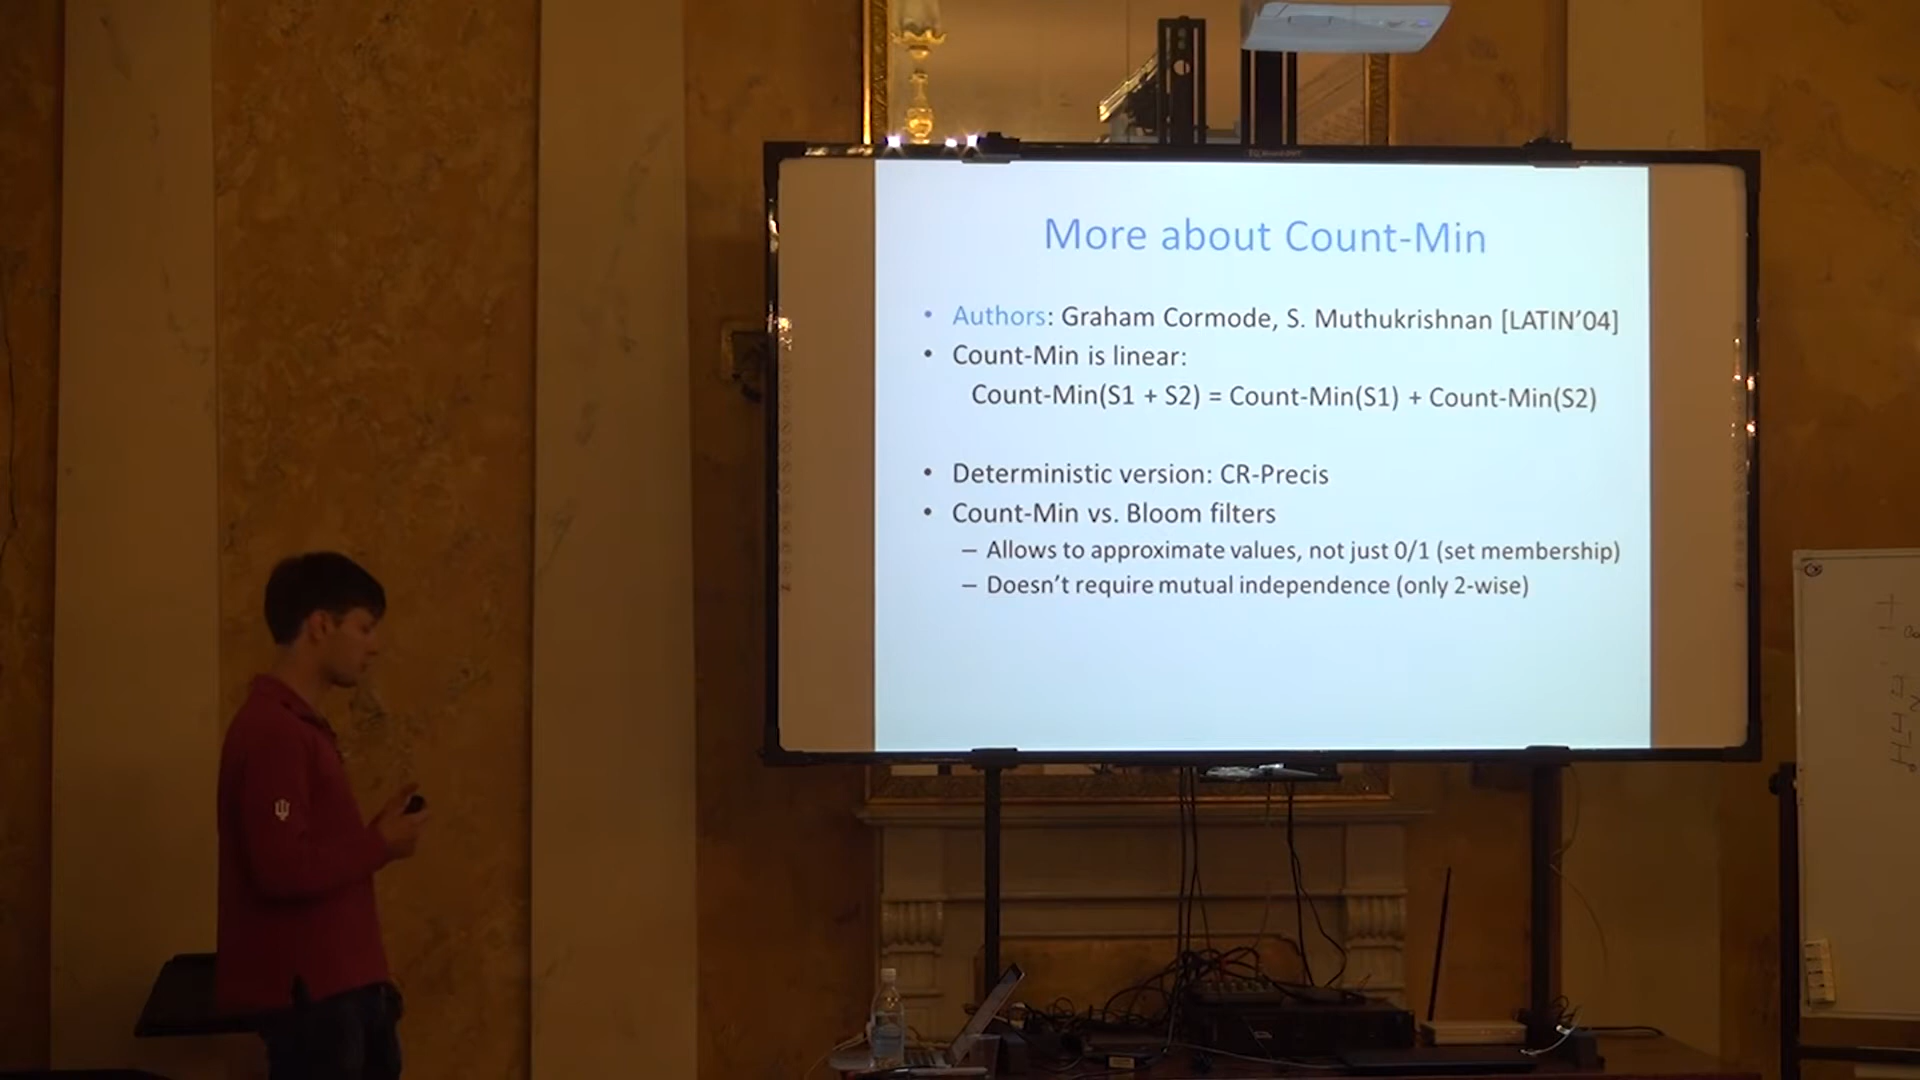 More about Count-Min
• Authors: Graham Cormode, S. Muthukrishnan [LATIN’04]
• Count-Min is linear:
Count-Min(S1 + S2) = Count-Min(S1) + Count-Min(S2)
• Deterministic version: CR-Precis
• Count-Min vs. Bloom filters
– Allows to approximate values, not just 0/1 (set membership)
– Doesn’t require mutual independence (only 2-wise)